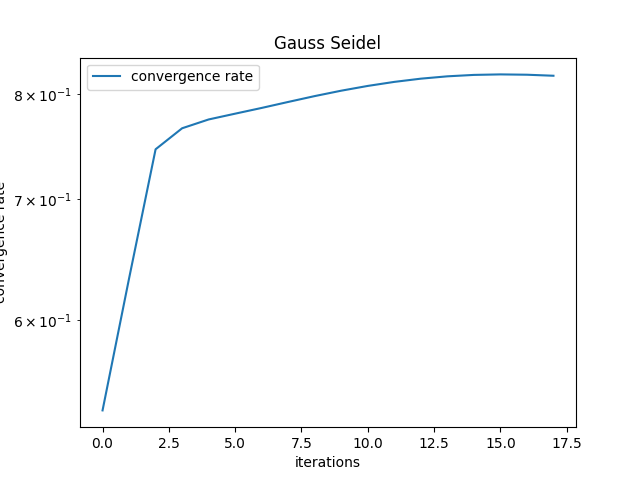 Gauss Seidel
convergence rate
8 × 10⁻¹
7 × 10⁻¹
6 × 10⁻¹
convergence rate
0.0 2.5 5.0 7.5 10.0 12.5 15.0 17.5
iterations